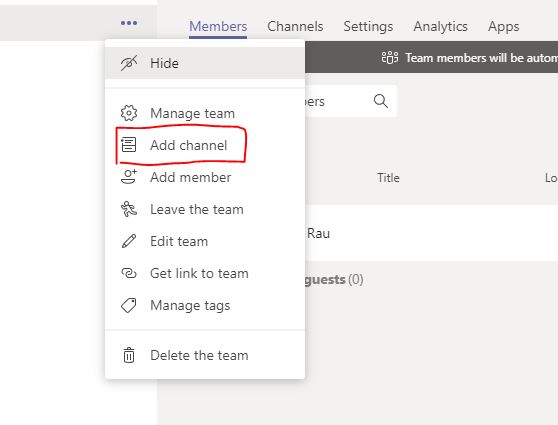 Members Channels Settings Analytics Apps
Hide
Team members will be autom
Manage team
bers
Add channel
Add member
Title
Lo
Leave the team
Rau
Edit team
Get link to team
guests (0)
Manage tags
Delete the team